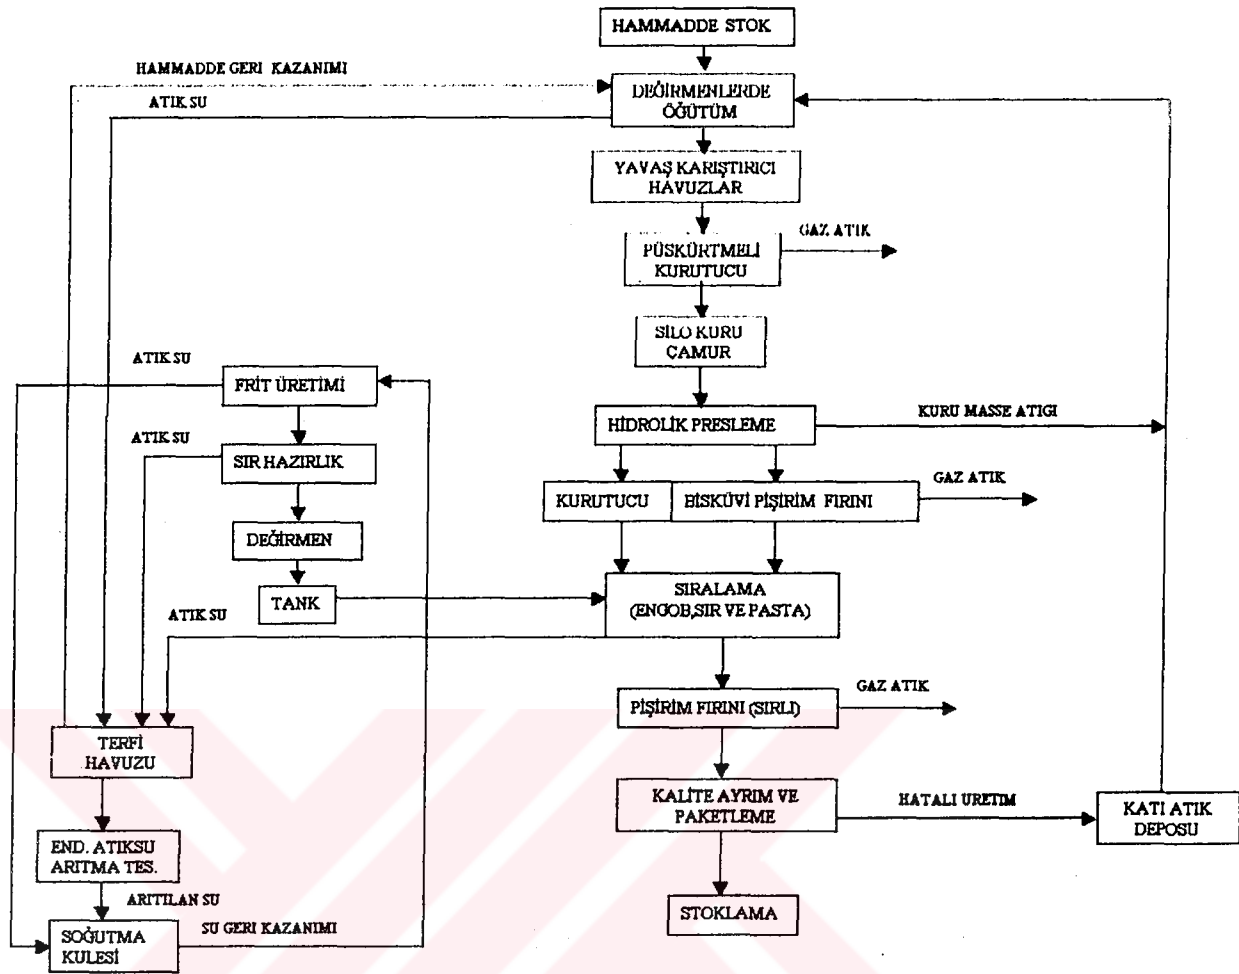 HAMMADDE STOK
HAMMADDE GERİ KAZANIMI
DEĞİRMENLERDE
ÖĞÜTÜM
ATIK SU
YAVAŞ KARIŞTIRICI
HAVUZLAR
GAZ ATIK
PÜSKÜRTMELİ
KURUTUCU
SİLO KURU
ÇAMUR
ATIK SU
FRİT ÜRETİMİ
HİDROLİK PRESLEME
KURU MASSE ATIGI
ATIK SU
SIR HAZIRLIK
GAZ ATIK
KURUTUCU
BİSKÜVİ PİŞİRİM FIRINI
DEĞİRMEN
SIRALAMA
(ENGOB,SIR VE PASTA)
TANK
ATIK SU
GAZ ATIK
PİŞİRİM FIRINI (SIRLI)
TERFİ
HAVUZU
KALİTE AYRIM VE
PAKETLEME
HATALI URETIM
KATI ATIK
DEPOSU
END. ATIKSU
ARITMA TES.
ARITILAN SU
STOKLAMA
SU GERI KAZANIMI
SOĞUTMA
KULESİ